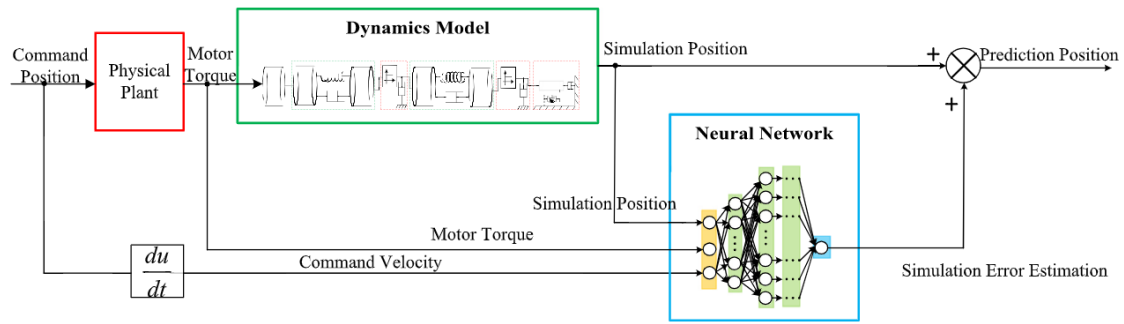 Dynamics Model
Command
Position
Physical
Plant
Motor
Torque
Simulation Position
+
Prediction Position
+
Neural Network
Simulation Position
Motor Torque
Command Velocity
du
dt
Simulation Error Estimation